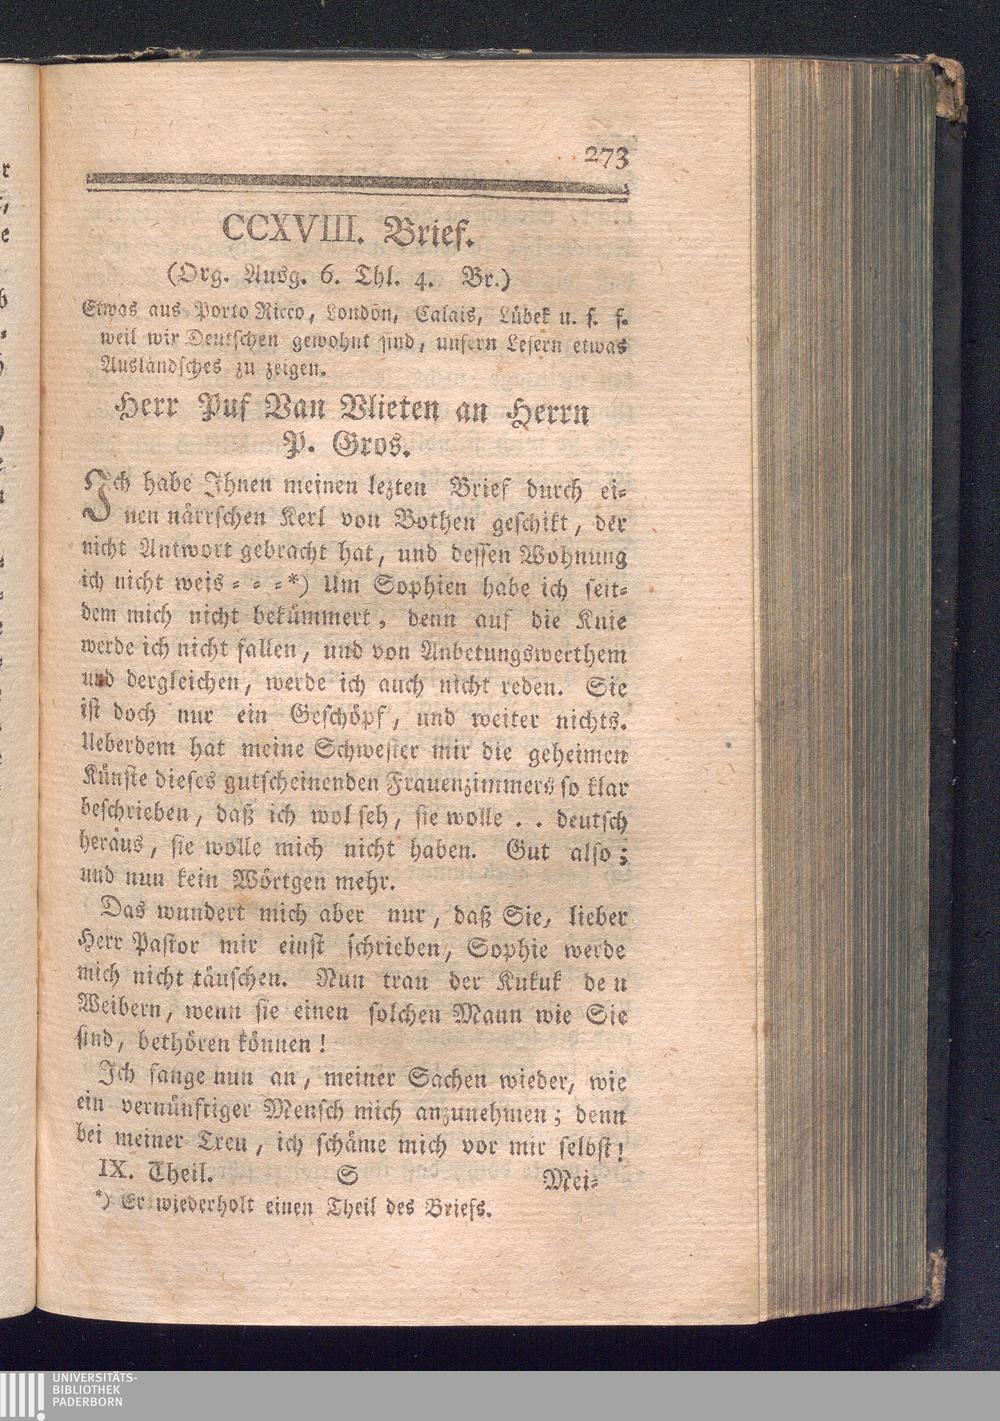 273
CCXVIII. Brief.
(Org. Ausg. 6. Thl. 4. Br.)
Etwas aus Porto Ricco, London, Calais, Lübek u. s. f.
weil wir Deutschen gewohnt sind, unsern Lesern etwas
Ausländsches zu zeigen.
Herr Puf Van Vlieten an Herrn
P. Gros.
Ich habe Ihnen meinen lezten Brief durch ei-
nen närrschen Kerl von Bothen geschikt, der
nicht Antwort gebracht hat, und dessen Wohnung
ich nicht weis - - -*) Um Sophien habe ich seit-
dem mich nicht bekümmert, denn auf die Knie
werde ich nicht fallen, und von Anbetungswerthem
und dergleichen, werde ich auch nicht reden. Sie
ist doch nur ein Geschöpf, und weiter nichts.
Ueberdem hat meine Schwester mir die geheimen
Künste dieses gutscheinenden Frauenzimmers so klar
beschrieben, daß ich wol seh, sie wolle . . deutsch
heräus, sie wolle mich nicht haben. Gut also;
und nun kein Wörtgen mehr.
Das wundert mich aber nur, daß Sie, lieber
Herr Pastor mir einst schrieben, Sophie werde
mich nicht täuschen. Nun trau der Kukuk den
Weibern, wenn sie einen solchen Mann wie Sie
sind, bethören können!
Ich fange nun an, meiner Sachen wieder, wie
ein vernünftiger Mensch mich anzunehmen; denn
bei meiner Treu, ich schäme mich vor mir selbst!
IX. Theil. S Mei-
*) Er wiederholt einen Theil des Briefs.
UNIVERSITÄTS-
BIBLIOTHEK
PADERBORN